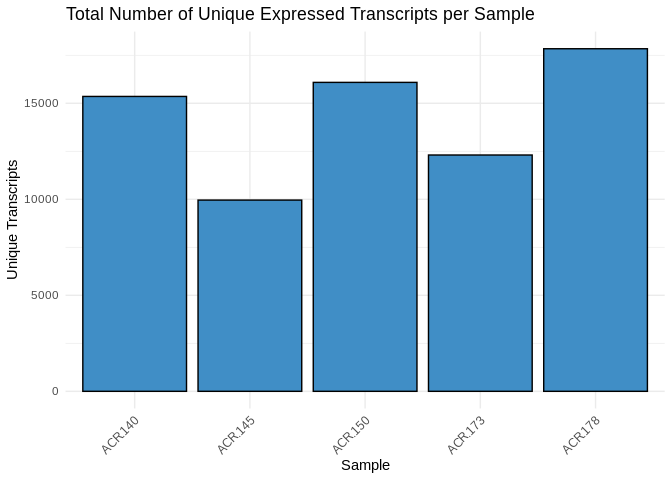 Total Number of Unique Expressed Transcripts per Sample
Unique Transcripts
15000
10000
5000
0
ACR140
ACR145
ACR150
ACR173
ACR178
Sample